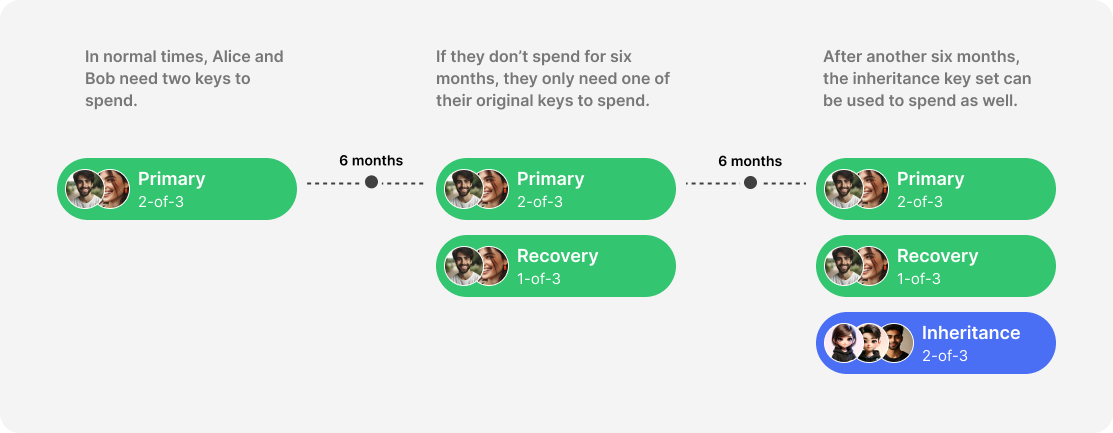 In normal times, Alice and
Bob need two keys to
spend.
If they don’t spend for six
months, they only need one of
their original keys to spend.
After another six months,
the inheritance key set can
be used to spend as well.
Primary
2-of-3
6 months
Primary
2-of-3
Recovery
1-of-3
6 months
Primary
2-of-3
Recovery
1-of-3
Inheritance
2-of-3